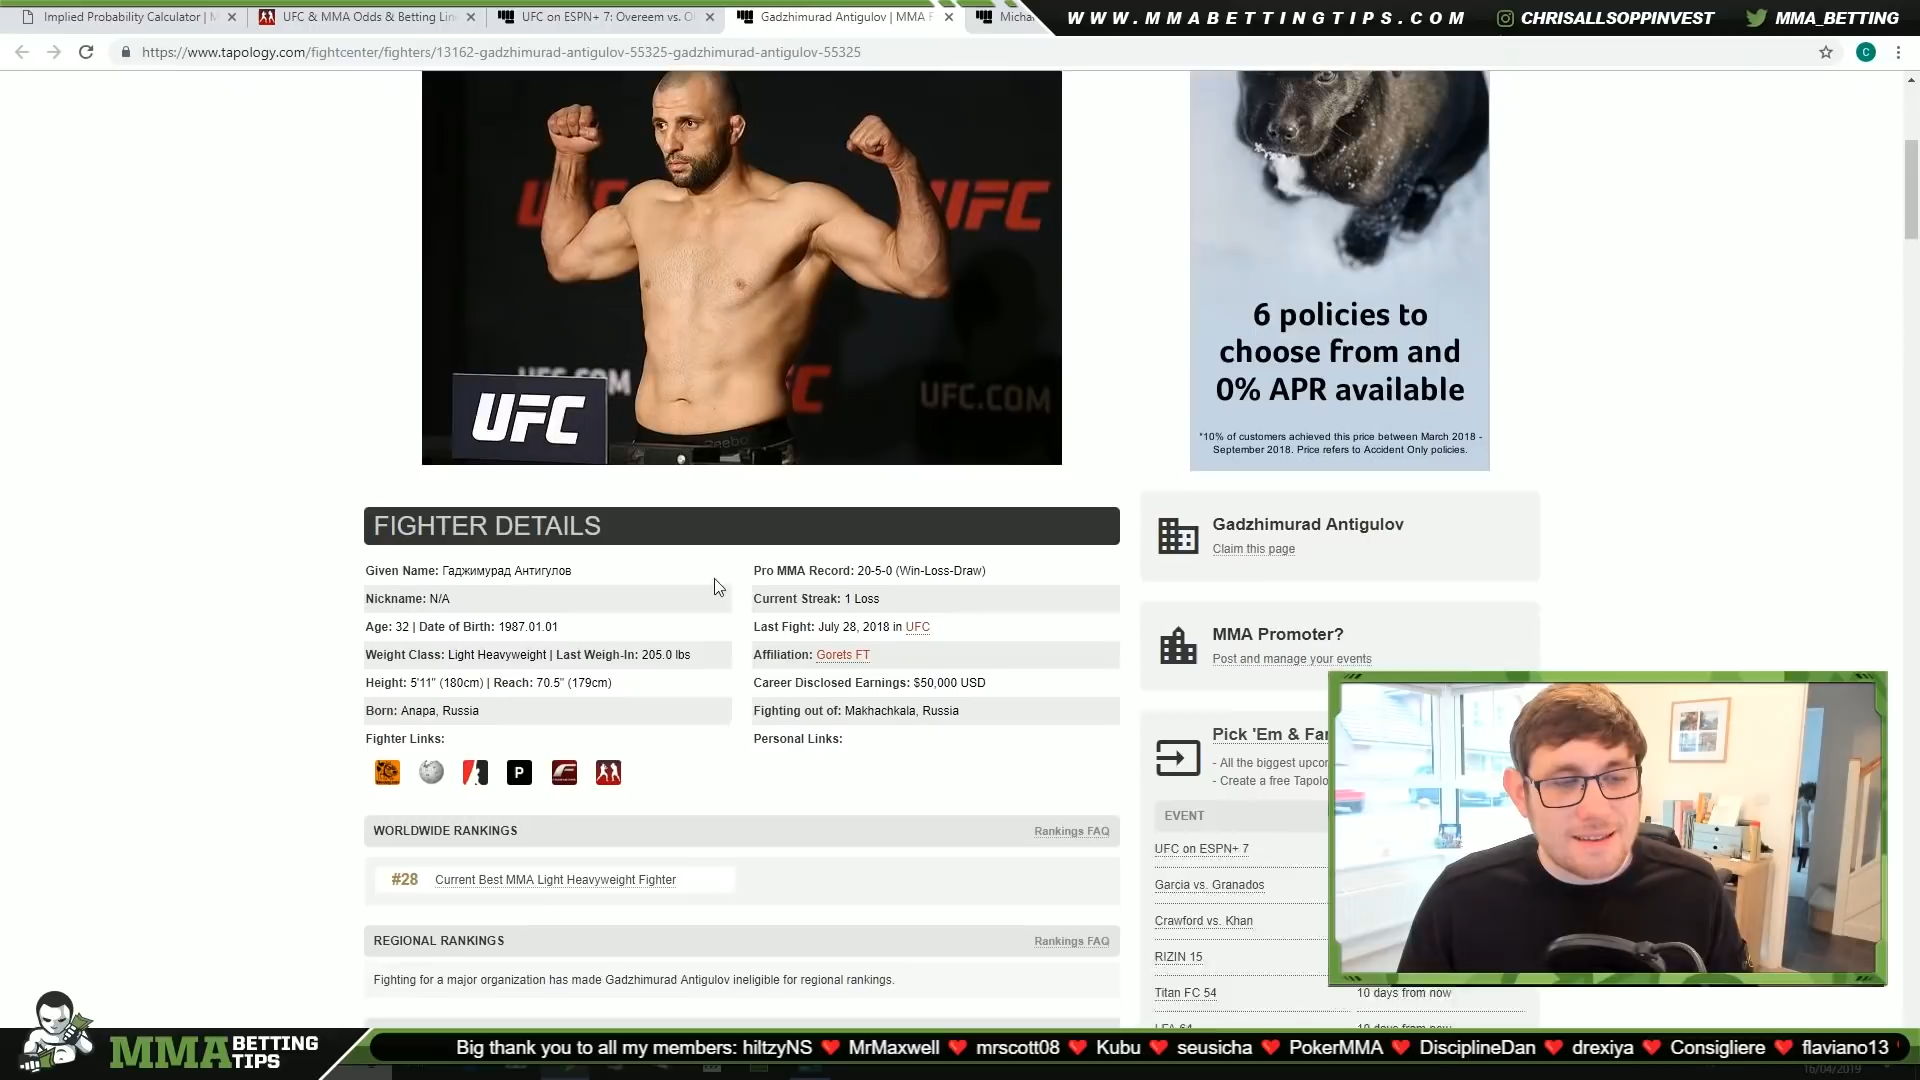 Implied Probability Calculator | M
UFC & MMA Odds & Betting Lin
UFC on ESPN+ 7: Overeem vs. O
Gadzhimurad Antigulov | MMA F
Micha
WWW.MMABETTINGTIPS.COM
CHRISALLSOPPINVEST
MMA_BETTING
https://www.tapology.com/fightcenter/fighters/13162-gadzhimurad-antigulov-55325-gadzhimurad-antigulov-55325
C
UFC
UFC.COM
UFC
6 policies to
choose from and
0% APR available
*10% of customers achieved this price between March 2018 -
September 2018. Price refers to Accident Only policies.
FIGHTER DETAILS
Given Name: Гаджимурад Антигулов
Nickname: N/A
Age: 32 | Date of Birth: 1987.01.01
Weight Class: Light Heavyweight | Last Weigh-In: 205.0 lbs
Height: 5'11" (180cm) | Reach: 70.5" (179cm)
Born: Anapa, Russia
Fighter Links:
Pro MMA Record: 20-5-0 (Win-Loss-Draw)
Current Streak: 1 Loss
Last Fight: July 28, 2018 in UFC
Affiliation: Gorets FT
Career Disclosed Earnings: $50,000 USD
Fighting out of: Makhachkala, Russia
Personal Links:
P
WORLDWIDE RANKINGS
Rankings FAQ
#28 Current Best MMA Light Heavyweight Fighter
REGIONAL RANKINGS
Rankings FAQ
Fighting for a major organization has made Gadzhimurad Antigulov ineligible for regional rankings.
Gadzhimurad Antigulov
Claim this page
MMA Promoter?
Post and manage your events
Pick 'Em & Fan
- All the biggest upcom
- Create a free Tapolo
EVENT
UFC on ESPN+ 7
Garcia vs. Granados
Crawford vs. Khan
RIZIN 15
Titan FC 54 10 days from now
MMA BETTING TIPS
Big thank you to all my members: hiltzyNS MrMaxwell mrscott08 Kubu seusicha PokerMMA DisciplineDan drexiya Consigliere flaviano13
16/04/2019